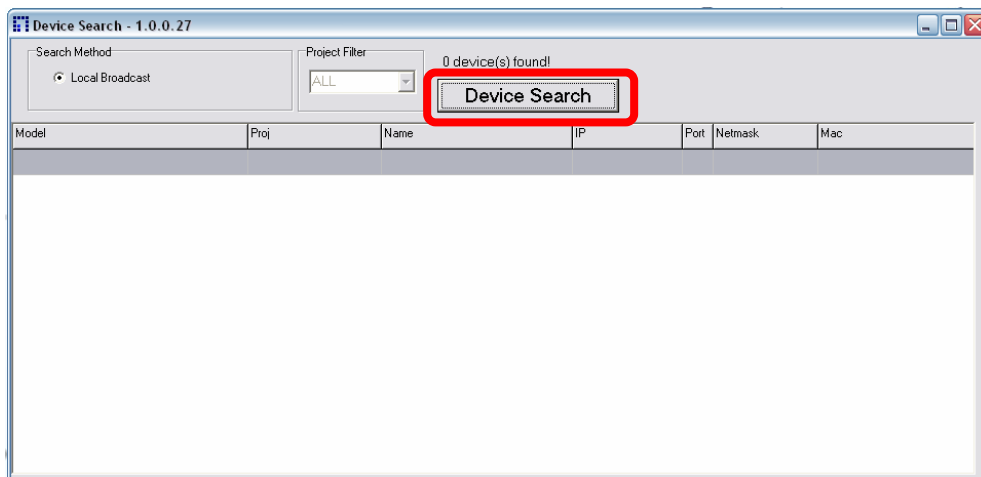 Device Search - 1.0.0.27
Search Method
Project Filter
0 device(s) found!
Local Broadcast
ALL
Device Search
Model Proj Name IP Port Netmask Mac